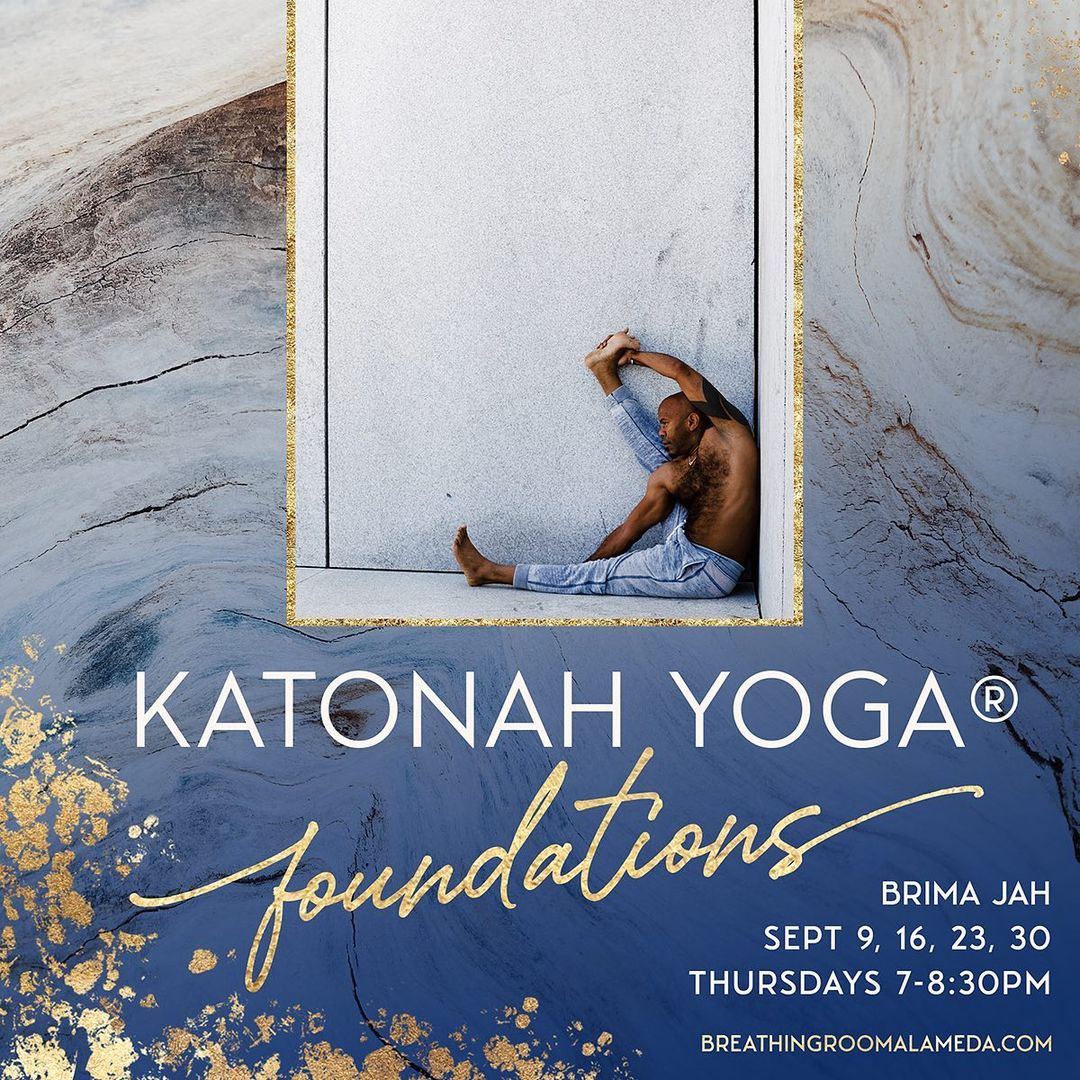 KATONAH YOGA®
foundations
BRIMA JAH
SEPT 9, 16, 23, 30
THURSDAYS 7-8:30PM
BREATHINGROOMALAMEDA.COM